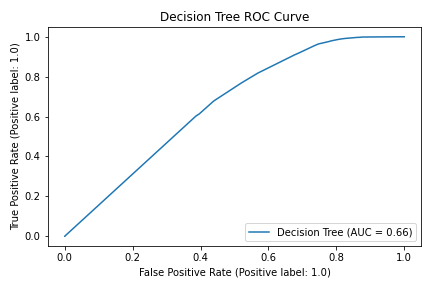 Decision Tree ROC Curve
True Positive Rate (Positive label: 1.0)
1.0
0.8
0.6
0.4
0.2
0.0
Decision Tree (AUC = 0.66)
0.0 0.2 0.4 0.6 0.8 1.0
False Positive Rate (Positive label: 1.0)